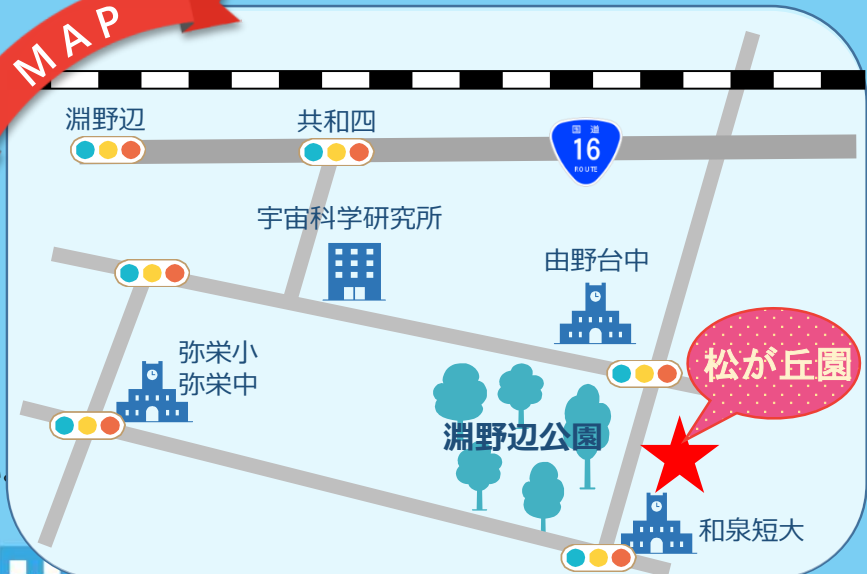 MAP
淵野辺
共和四
国道
16
ROUTE
宇宙科学研究所
由野台中
弥栄小
弥栄中
松が丘園
淵野辺公園
和泉短大